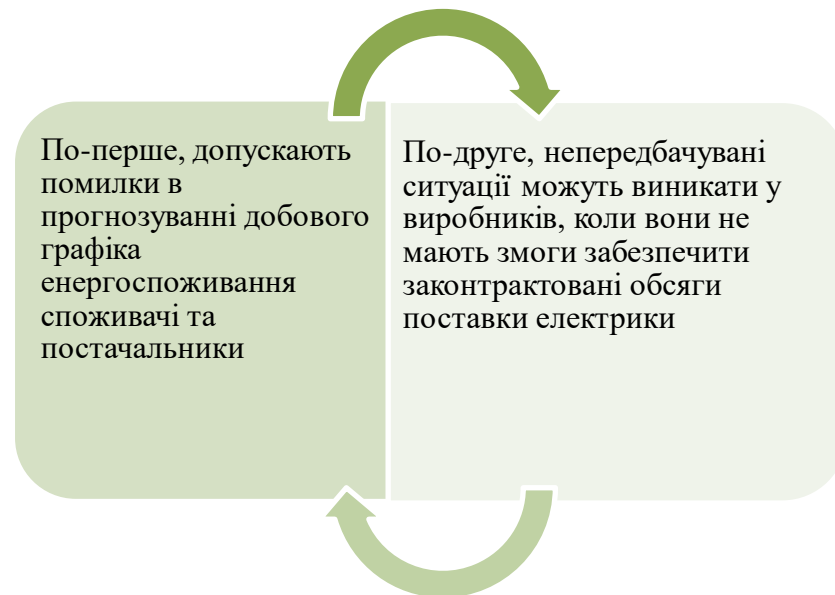 По-перше, допускають
помилки в
прогнозуванні добового
графіка
енергоспоживання
споживачі та
постачальники
По-друге, непередбачувані
ситуації можуть виникати у
виробників, коли вони не
мають змоги забезпечити
законтрактовані обсяги
поставки електрики